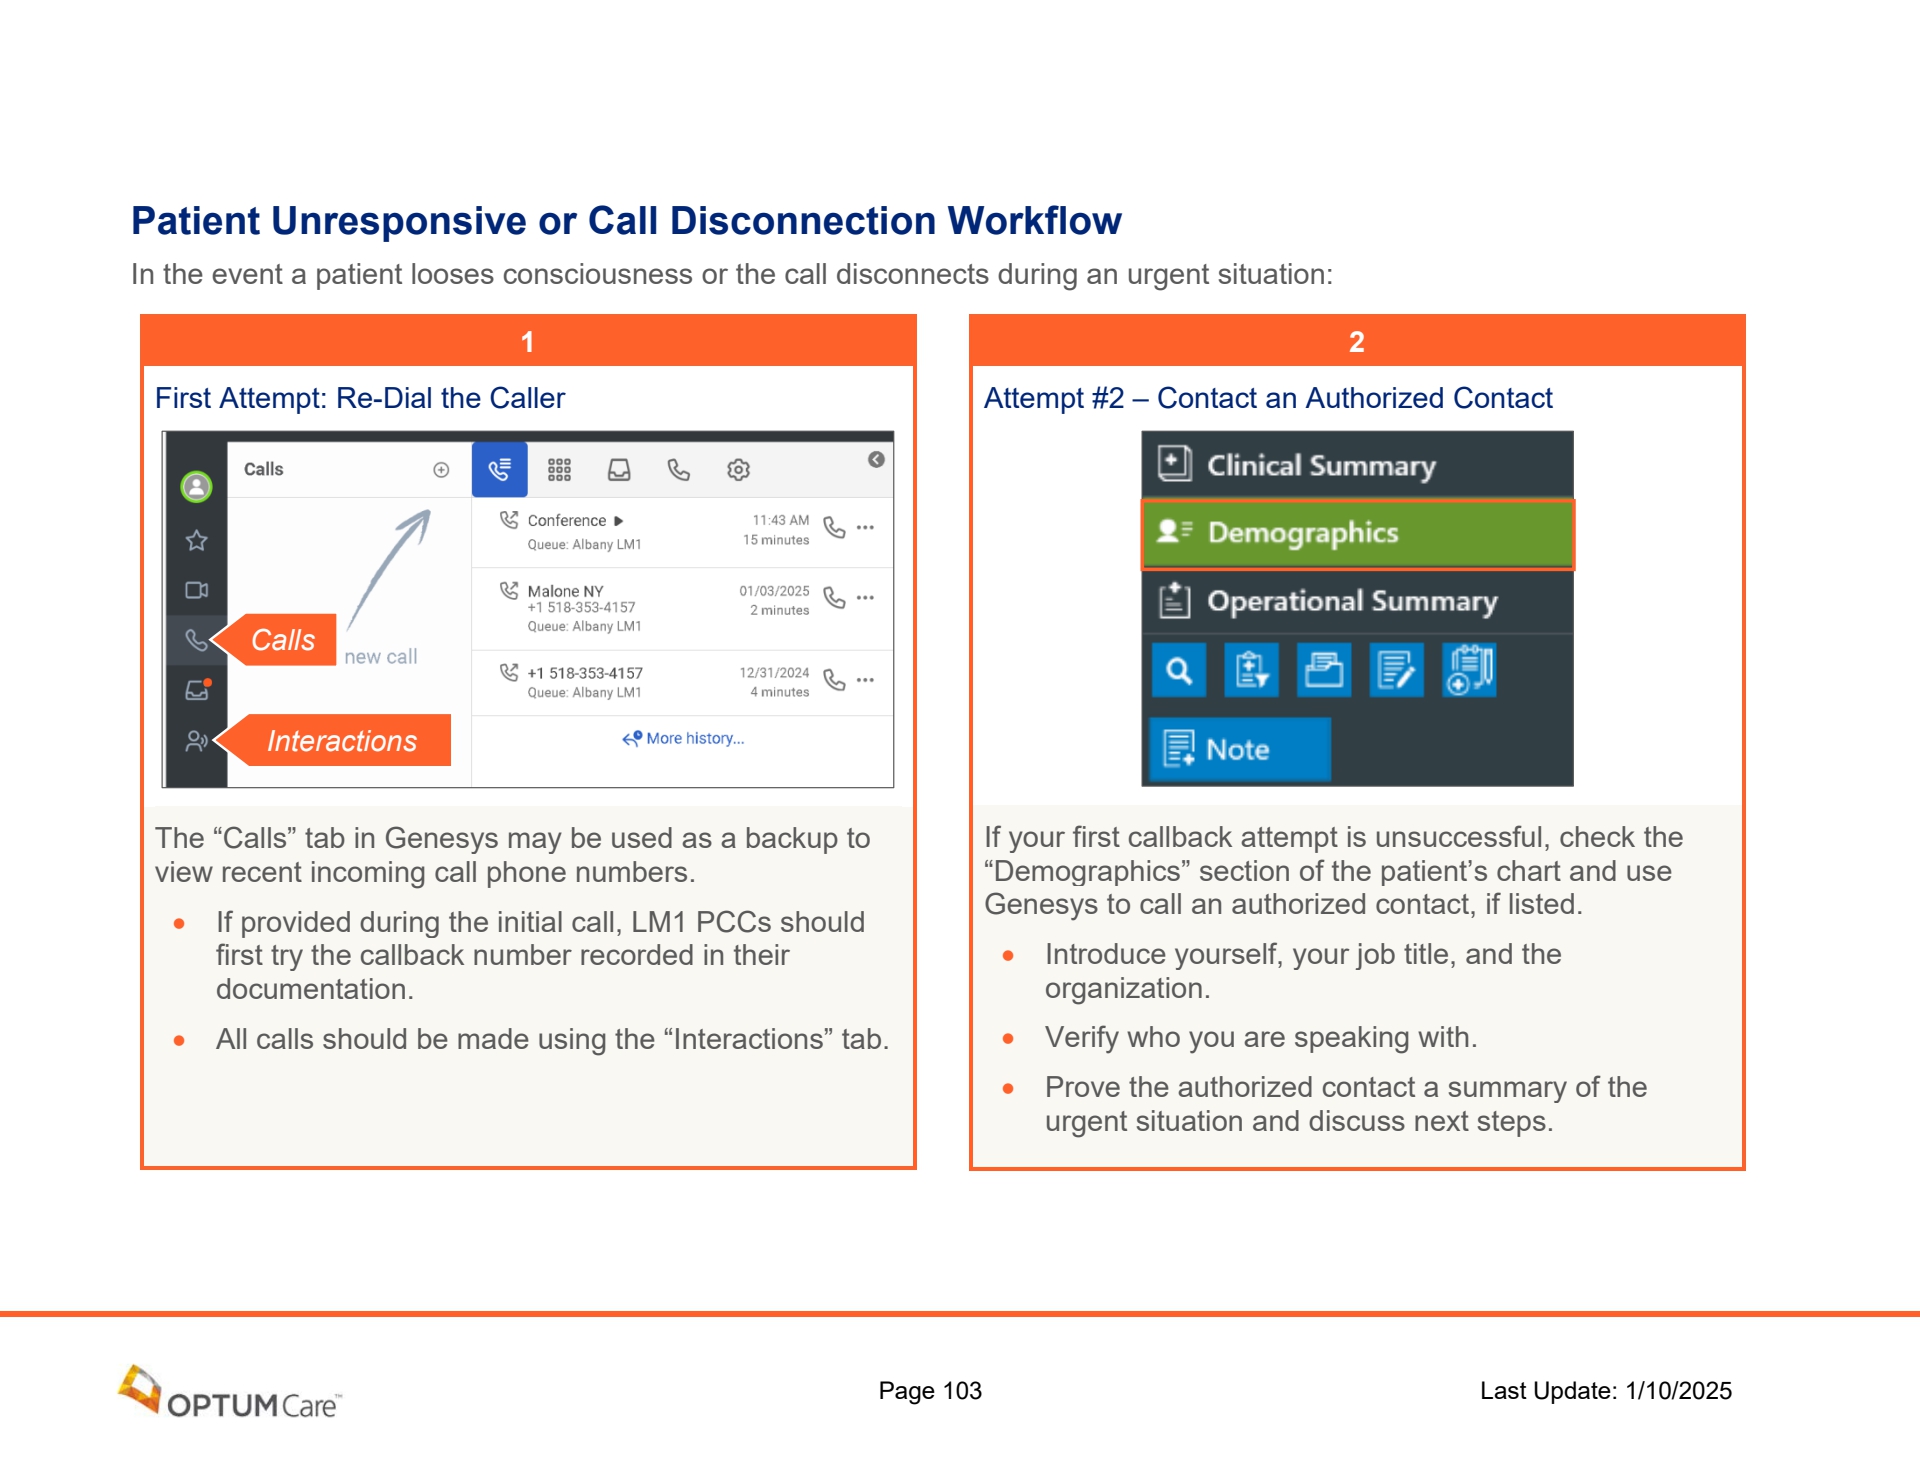 Patient Unresponsive or Call Disconnection Workflow
In the event a patient looses consciousness or the call disconnects during an urgent situation:
1
First Attempt: Re-Dial the Caller
Calls
Conference
11:43 AM
Queue: Albany LM1
15 minutes
Malone NY
01/03/2025
+1 518-353-4157
2 minutes
Queue: Albany LM1
Calls
new call
+1 518-353-4157
12/31/2024
Queue: Albany LM1
4 minutes
Interactions
More history...
The “Calls” tab in Genesys may be used as a backup to
view recent incoming call phone numbers.
• If provided during the initial call, LM1 PCCs should
first try the callback number recorded in their
documentation.
• All calls should be made using the “Interactions” tab.
2
Attempt #2 – Contact an Authorized Contact
Clinical Summary
Demographics
Operational Summary
Note
If your first callback attempt is unsuccessful, check the
“Demographics” section of the patient’s chart and use
Genesys to call an authorized contact, if listed.
• Introduce yourself, your job title, and the
organization.
• Verify who you are speaking with.
• Prove the authorized contact a summary of the
urgent situation and discuss next steps.
OPTUM Care™
Page 103
Last Update: 1/10/2025